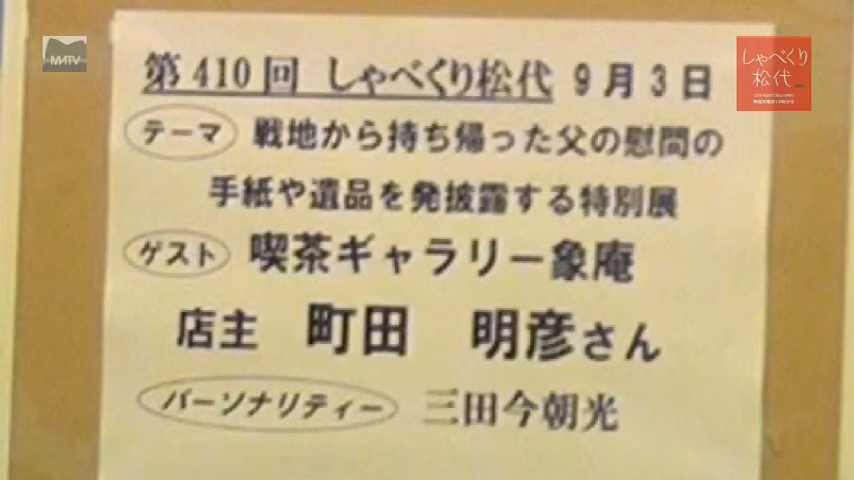 MATV
しゃべくり
松代
第410回 しゃべくり松代 9月3日
テーマ 戦地から持ち帰った父の慰問の
手紙や遺品を発披露する特別展
ゲスト 喫茶ギャラリー象庵
店主 町田 明彦さん
パーソナリティー 三田今朝光